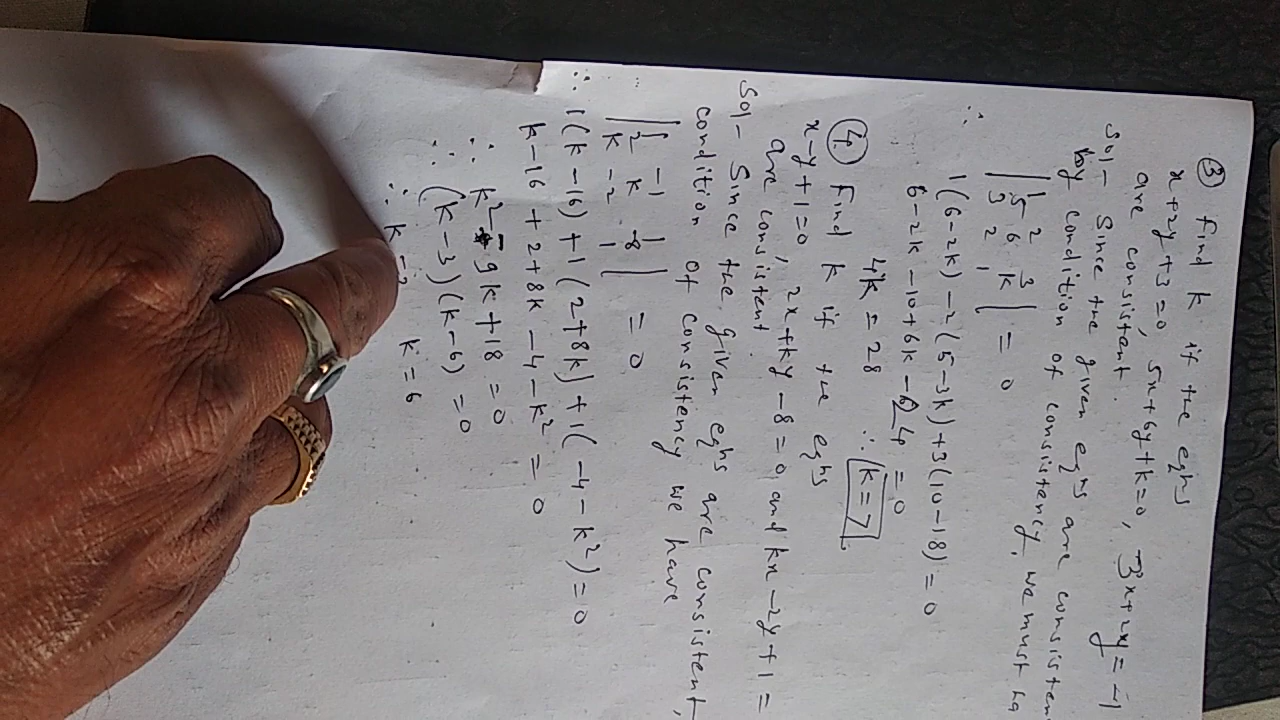 ③ Find k if the eqns
x+2y+3=0, 5x+6y+k=0, 3x+2y=-1
are consistent.
Sol- Since the given eqns are consisten
by condition of consistency, we must ha
∴ | 1 2 3
5 6 k
3 2 1 | = 0
1(6-2k)-2(5-3k)+3(10-18)=0
6-2k-10+6k-24=0
4k=28 ∴ k=7
④ Find k if the eqns
x-y+1=0, 2x+ky-8=0 and kx-2y+1=
are consistent.
Sol- Since the given eqns are consistent,
condition of consistency we have
| 1 -1 1
2 k -8
k -2 1 | = 0
∴ 1(k-16)+1(2+8k)+1(-4-k²)=0
k-16+2+8k-4-k²=0
∴ k²-9k+18=0
∴ (k-3)(k-6)=0
∴ k=3 k=6